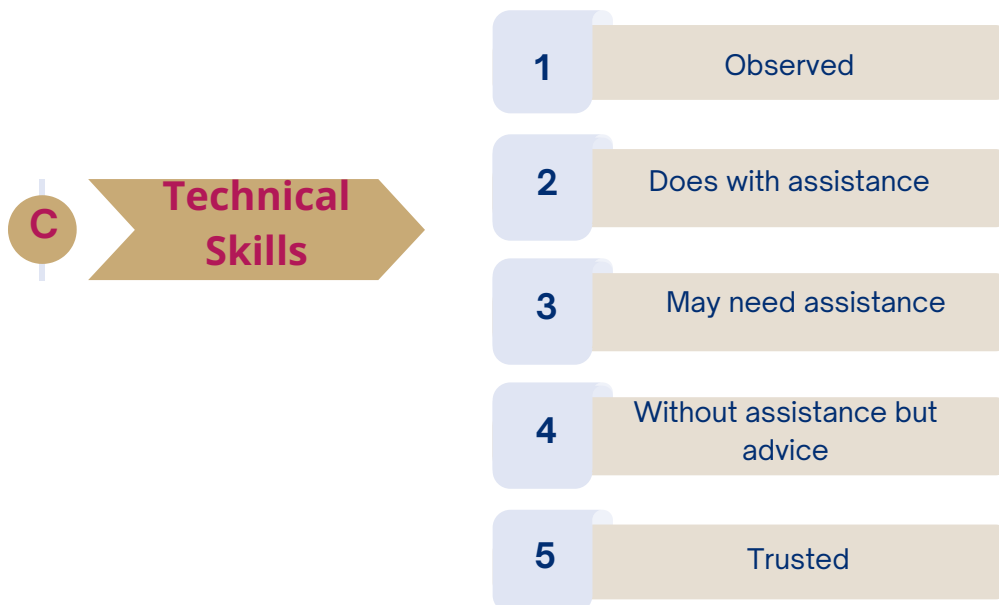 C
Technical
Skills
1
Observed
2
Does with assistance
3
May need assistance
4
Without assistance but
advice
5
Trusted